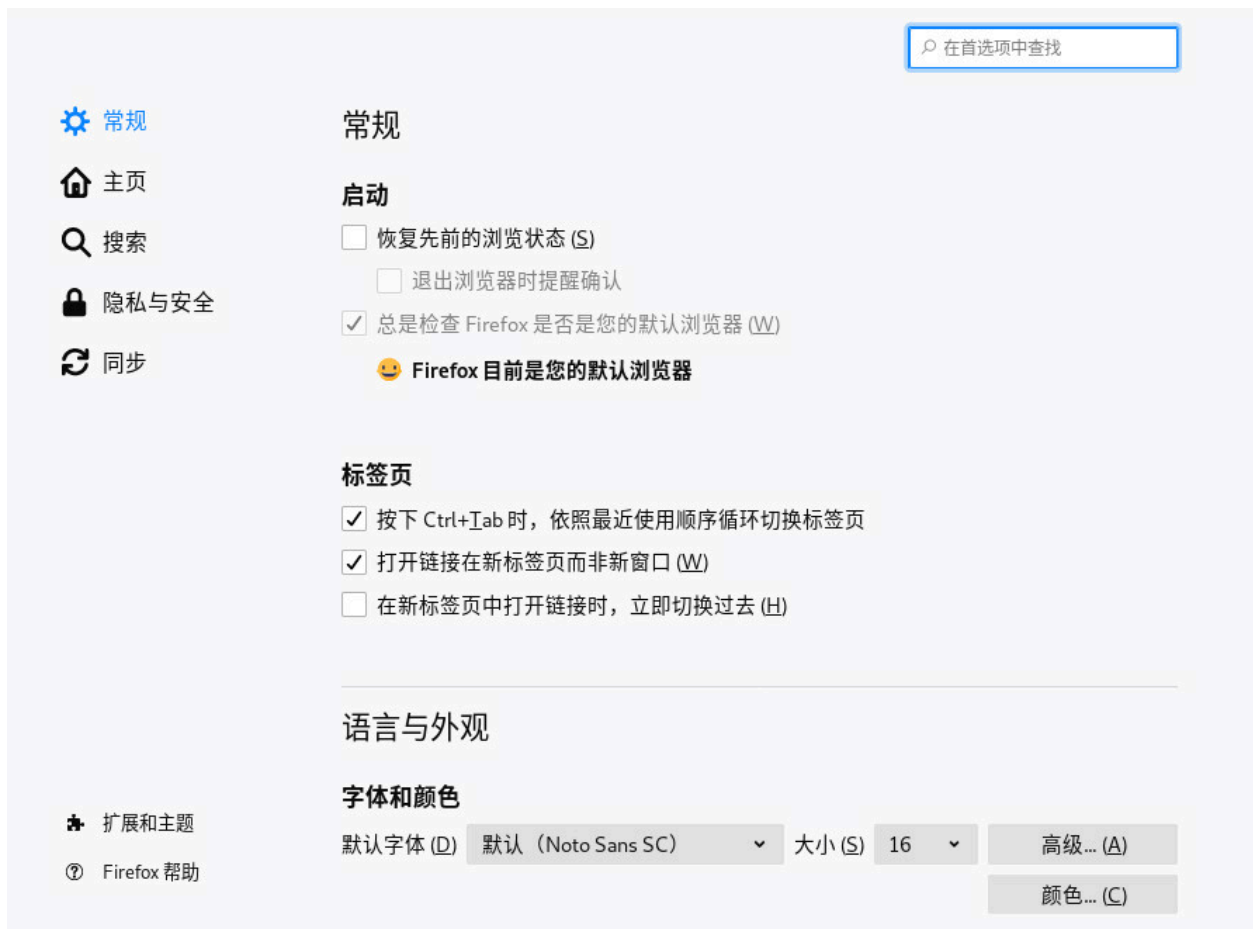 在首选项中查找
常规
主页
搜索
隐私与安全
同步
扩展和主题
Firefox 帮助
常规
启动
恢复先前的浏览状态 (S)
退出浏览器时提醒确认
总是检查 Firefox 是否是您的默认浏览器 (W)
Firefox 目前是您的默认浏览器
标签页
按下 Ctrl+Tab 时，依照最近使用顺序循环切换标签页
打开链接在新标签页而非新窗口 (W)
在新标签页中打开链接时，立即切换过去 (H)
语言与外观
字体和颜色
默认字体 (D) 默认（Noto Sans SC） 大小 (S) 16 高级... (A)
颜色... (C)